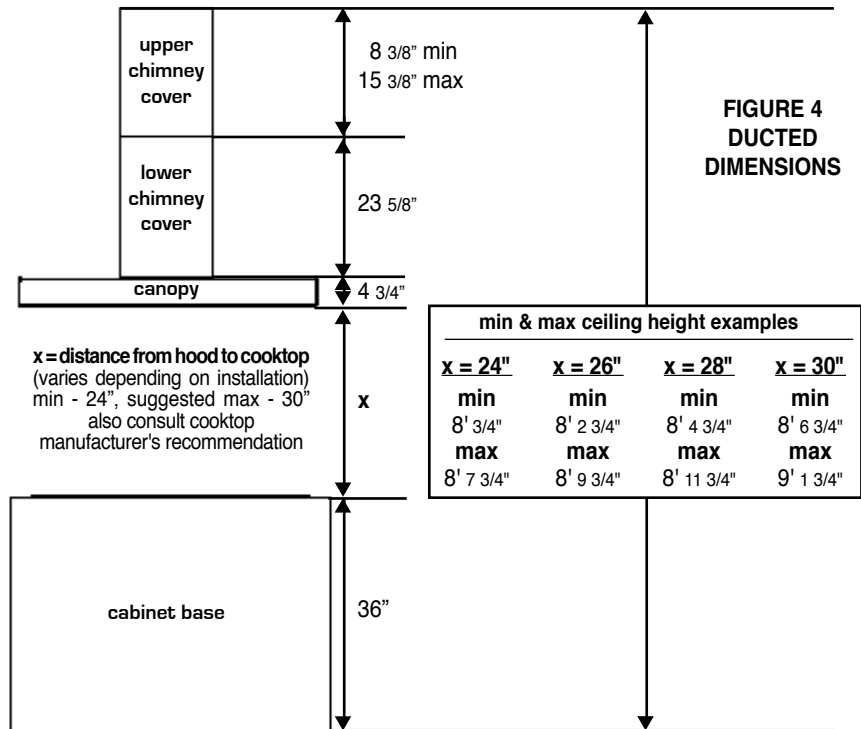 upper
chimney
cover
8 3/8” min
15 3/8” max
FIGURE 4
DUCTED
DIMENSIONS
lower
chimney
cover
23 5/8”
canopy
4 3/4”
x = distance from hood to cooktop
(varies depending on installation)
min - 24”, suggested max - 30”
also consult cooktop
manufacturer's recommendation
x
min & max ceiling height examples
x = 24" x = 26" x = 28" x = 30"
min min min min
8' 3/4" 8' 2 3/4" 8' 4 3/4" 8' 6 3/4"
max max max max
8' 7 3/4" 8' 9 3/4" 8' 11 3/4" 9' 1 3/4"
cabinet base
36”